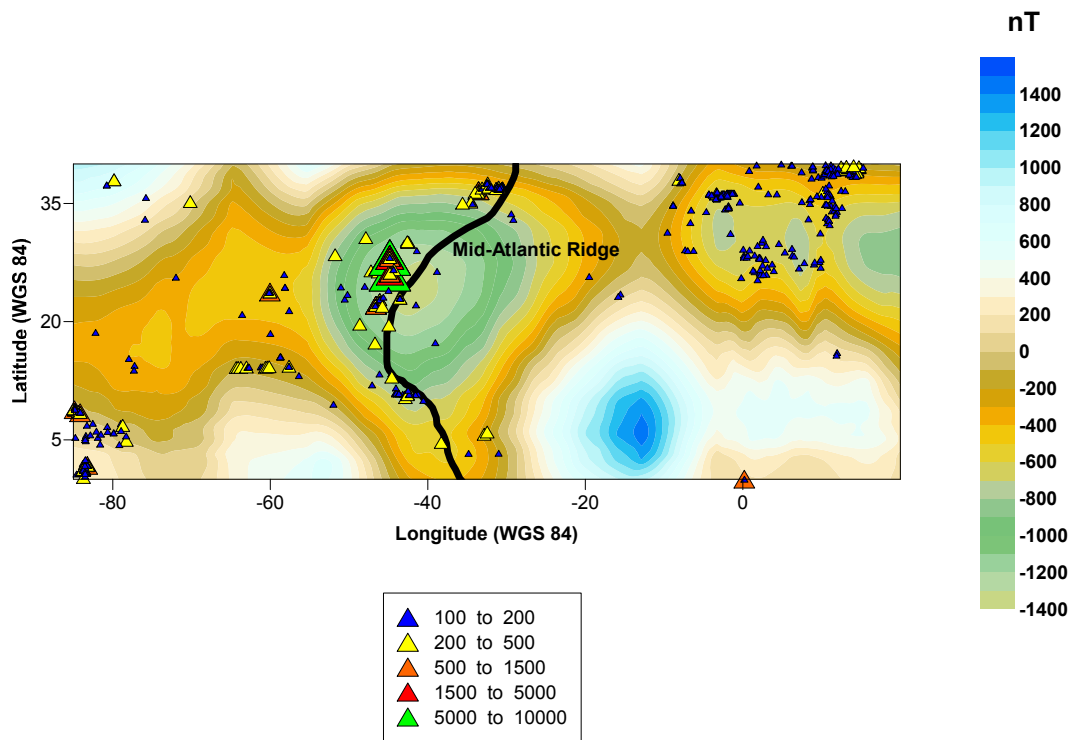 nT
1400
1200
1000
800
600
400
200
0
-200
-400
-600
-800
-1000
-1200
-1400
35
20
5
Latitude (WGS 84)
Mid-Atlantic Ridge
-80
-60
-40
-20
0
Longitude (WGS 84)
100 to 200
200 to 500
500 to 1500
1500 to 5000
5000 to 10000